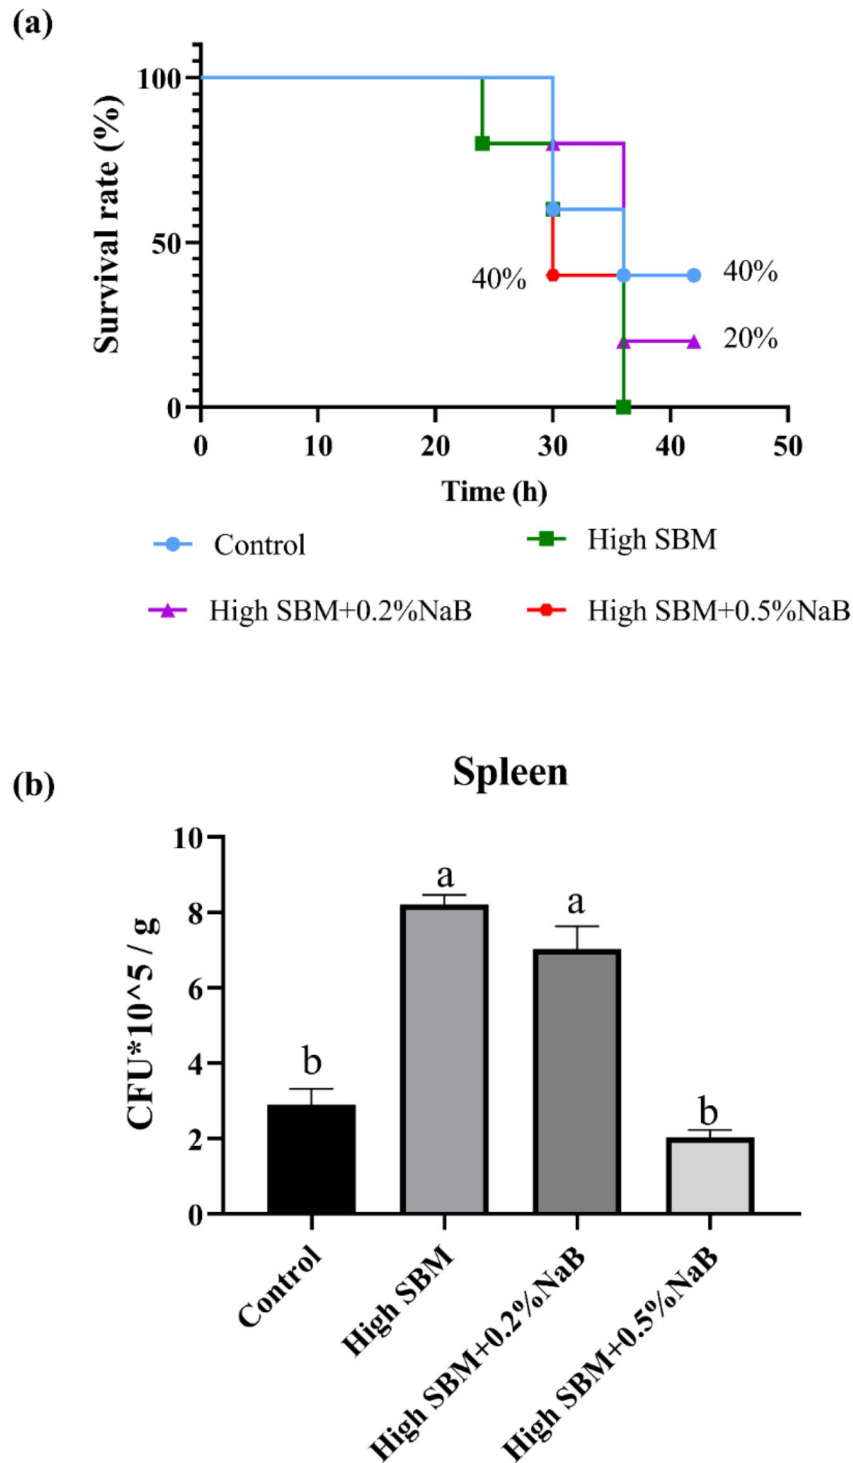 (a)
Survival rate (%)
100
50
0
0 10 20 30 40 50
40%
40%
20%
Time (h)
Control
High SBM
High SBM+0.2%NaB
High SBM+0.5%NaB
(b)
Spleen
CFU*10^5 / g
10
8
6
4
2
0
b
a
a
b
Control
High SBM
High SBM+0.2%NaB
High SBM+0.5%NaB